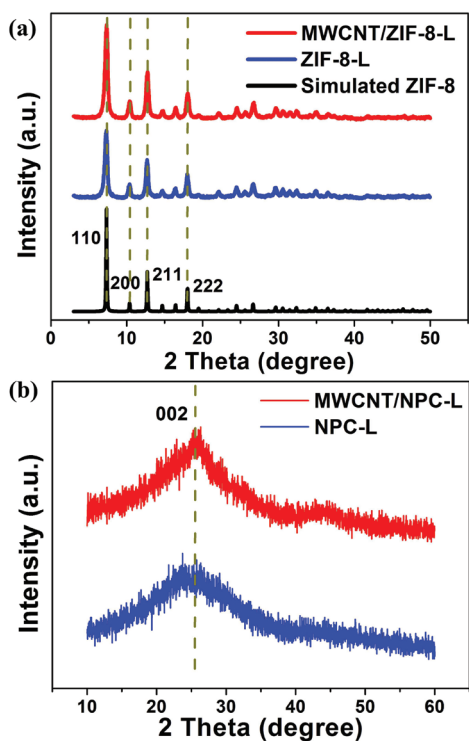 (a)
MWCNT/ZIF-8-L
ZIF-8-L
Simulated ZIF-8
Intensity (a.u.)
110
200
211
222
0 10 20 30 40 50
2 Theta (degree)
(b)
002
MWCNT/NPC-L
NPC-L
Intensity (a.u.)
10 20 30 40 50 60
2 Theta (degree)